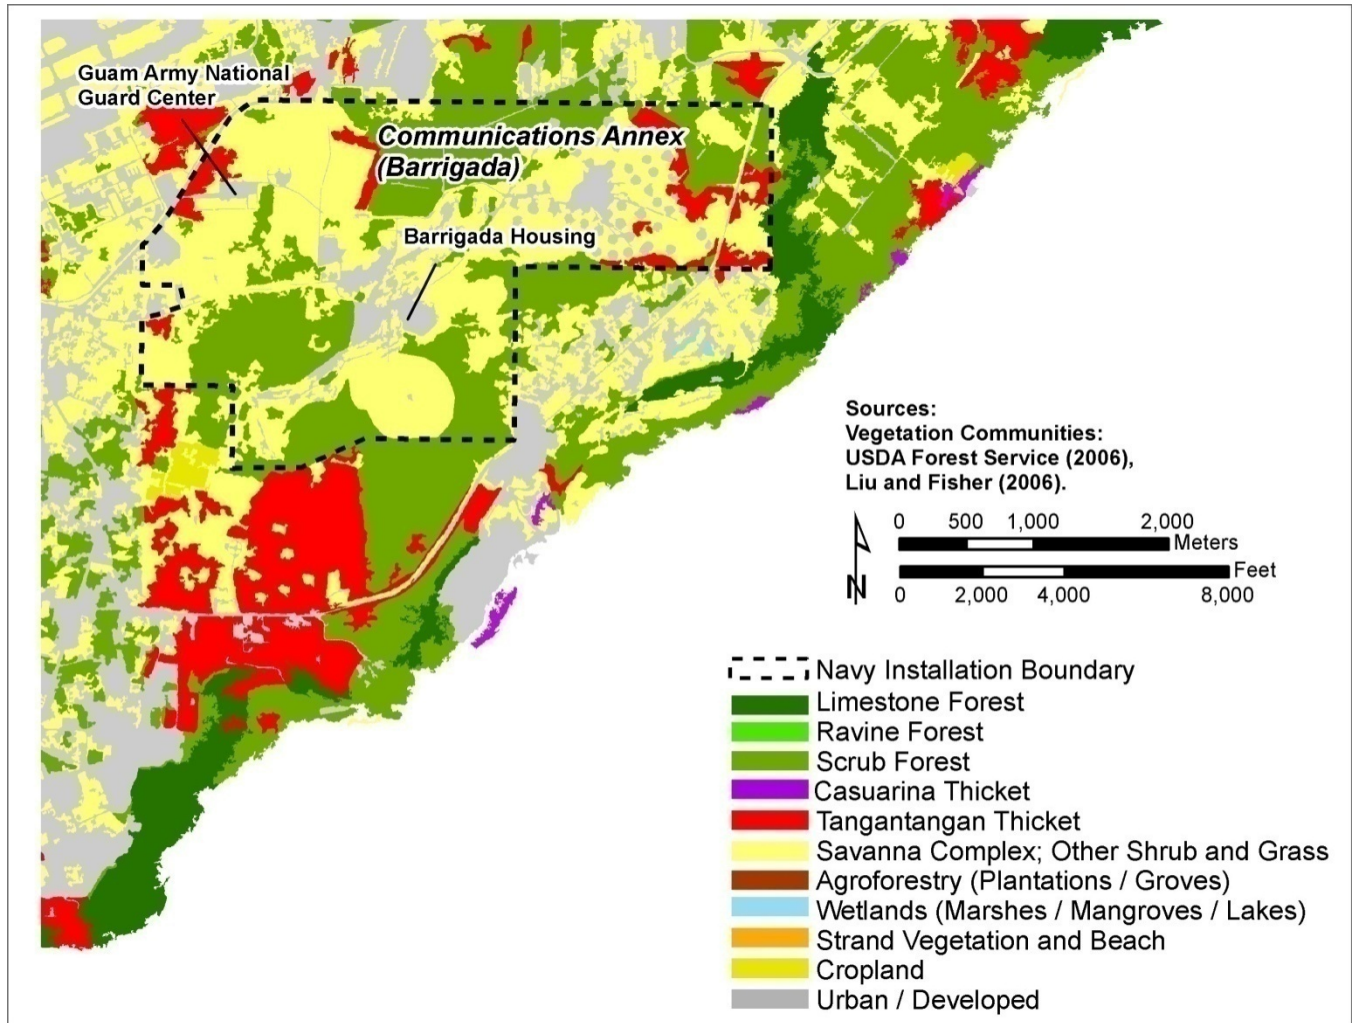 Guam Army National
Guard Center
Communications Annex
(Barrigada)
Barrigada Housing
Sources:
Vegetation Communities:
USDA Forest Service (2006),
Liu and Fisher (2006).
0 500 1,000 2,000
Meters
Feet
0 2,000 4,000 8,000
N
Navy Installation Boundary
Limestone Forest
Ravine Forest
Scrub Forest
Casuarina Thicket
Tangantangan Thicket
Savanna Complex; Other Shrub and Grass
Agroforestry (Plantations / Groves)
Wetlands (Marshes / Mangroves / Lakes)
Strand Vegetation and Beach
Cropland
Urban / Developed